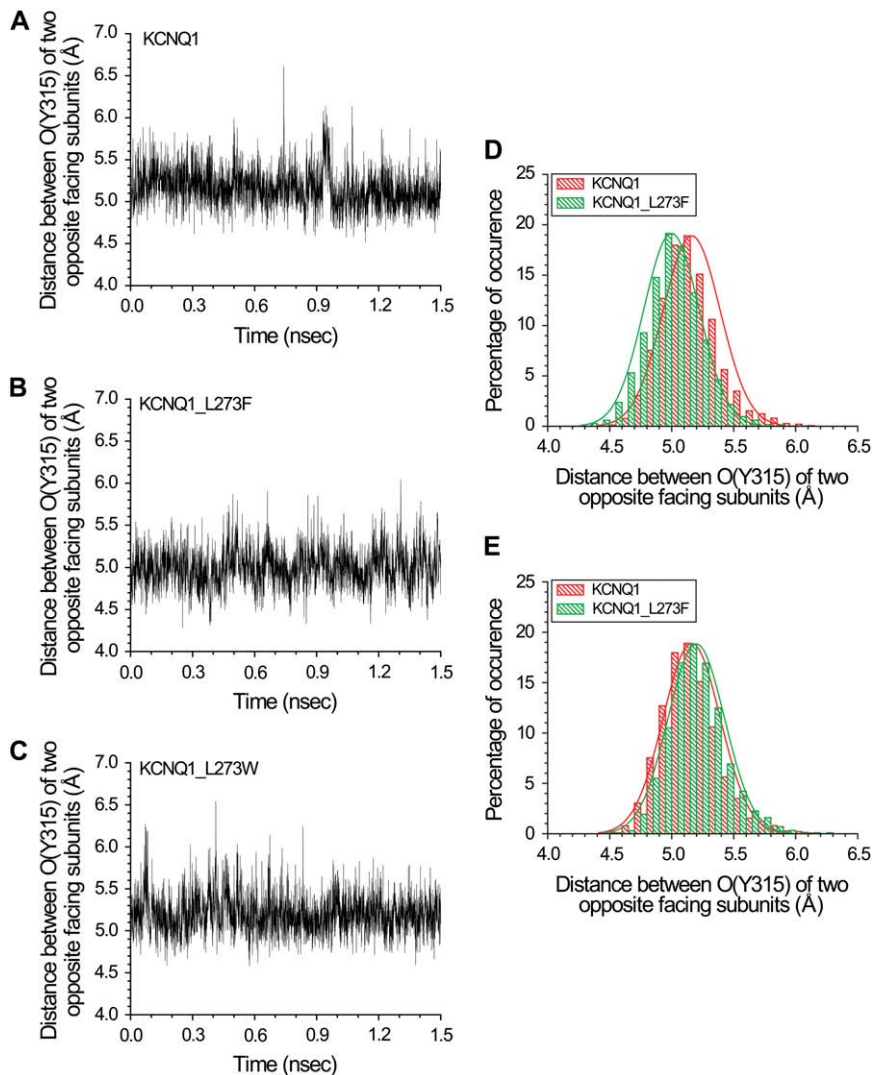 A
KCNQ1
Distance between O(Y315) of two
opposite facing subunits (Å)
7.0
6.5
6.0
5.5
5.0
4.5
4.0
0.0 0.3 0.6 0.9 1.2 1.5
Time (nsec)
B
KCNQ1_L273F
Distance between O(Y315) of two
opposite facing subunits (Å)
7.0
6.5
6.0
5.5
5.0
4.5
4.0
0.0 0.3 0.6 0.9 1.2 1.5
Time (nsec)
C
KCNQ1_L273W
Distance between O(Y315) of two
opposite facing subunits (Å)
7.0
6.5
6.0
5.5
5.0
4.5
4.0
0.0 0.3 0.6 0.9 1.2 1.5
Time (nsec)
D
KCNQ1
KCNQ1_L273F
Percentage of occurence
25
20
15
10
5
0
4.0 4.5 5.0 5.5 6.0 6.5
Distance between O(Y315) of two
opposite facing subunits (Å)
E
KCNQ1
KCNQ1_L273F
Percentage of occurence
25
20
15
10
5
0
4.0 4.5 5.0 5.5 6.0 6.5
Distance between O(Y315) of two
opposite facing subunits (Å)